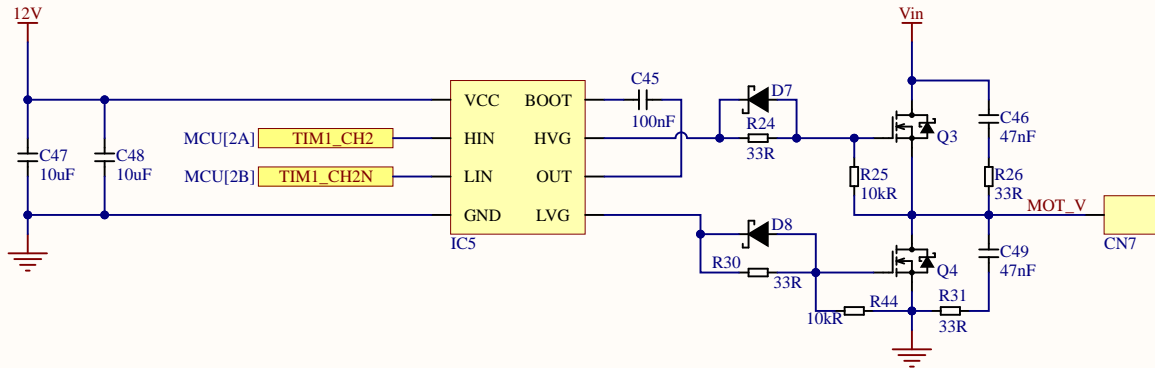 12V
Vin
C45
D7
VCC
BOOT
100nF
R24
C46
47nF
MCU[2A]
TIM1_CH2
HIN
HVG
33R
Q3
C47
10uF
C48
10uF
MCU[2B]
TIM1_CH2N
LIN
OUT
R25
10kR
R26
33R
MOT_V
GND
LVG
IC5
D8
CN7
C49
47nF
R30
33R
Q4
R44
10kR
R31
33R